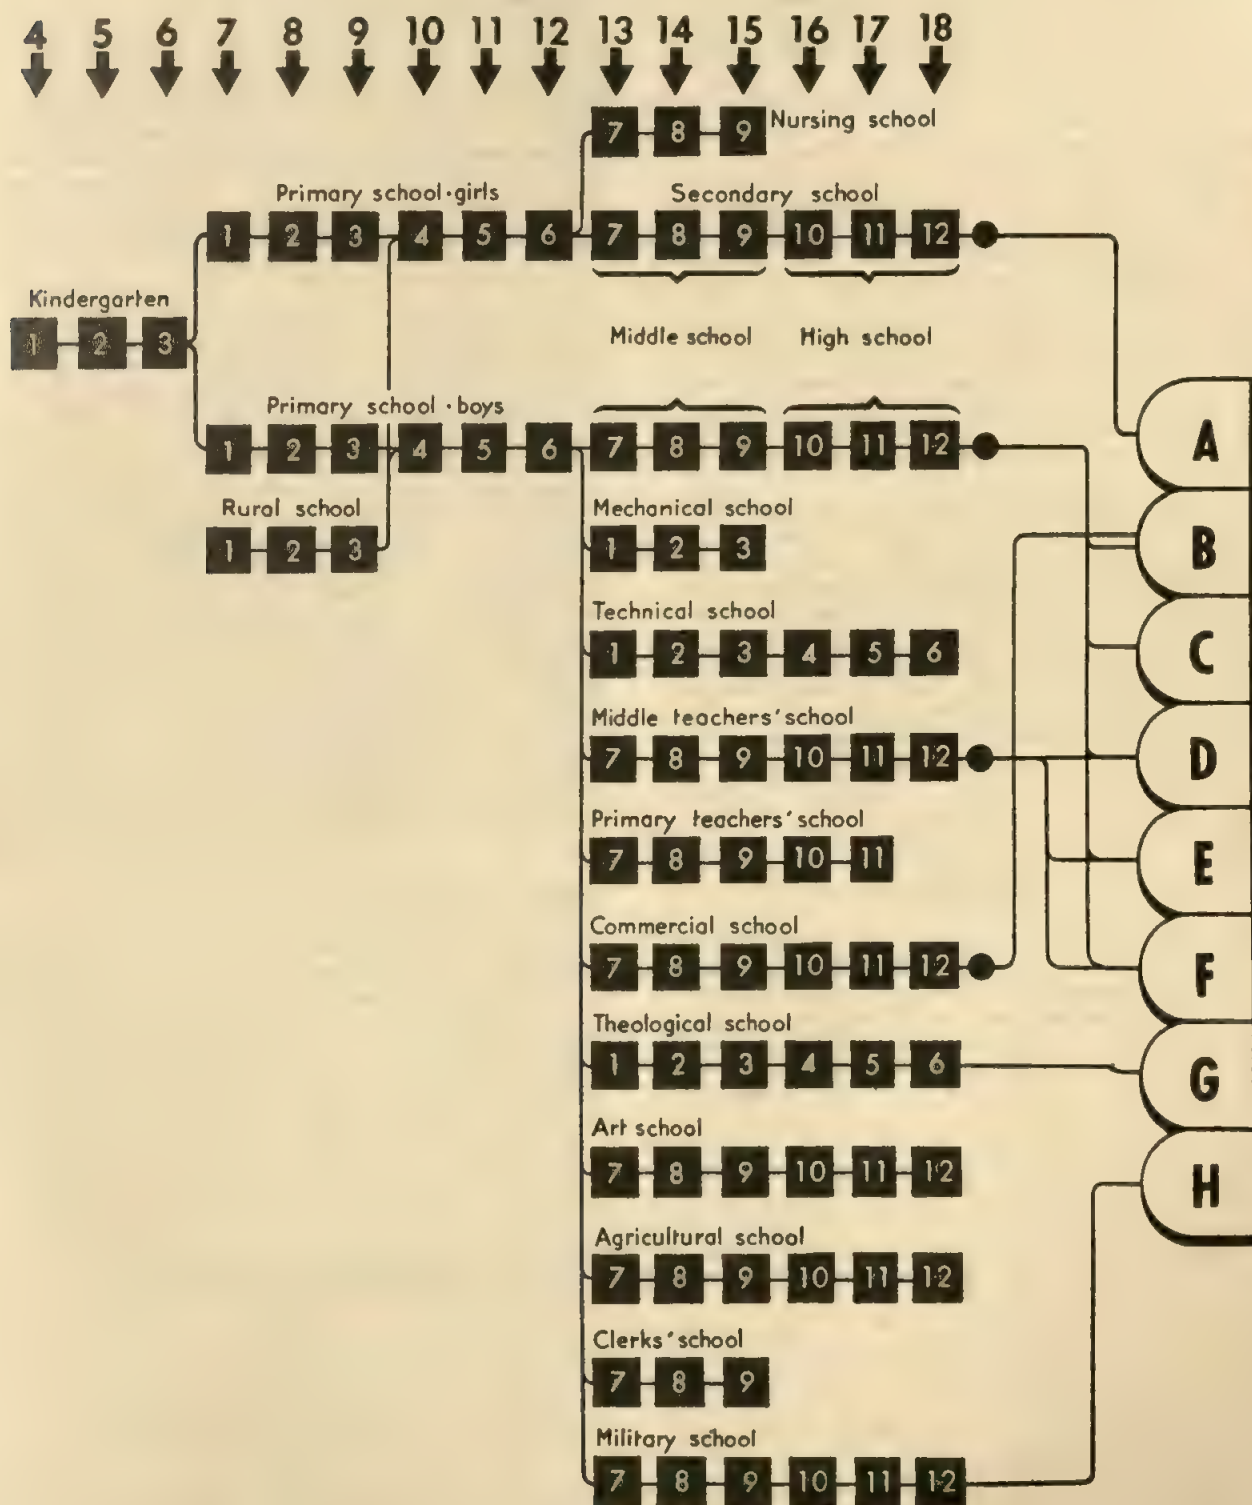 4 5 6 7 8 9 10 11 12 13 14 15 16 17 18
7 8 9 Nursing school
Primary school·girls Secondary school
1 2 3 4 5 6 7 8 9 10 11 12
Kindergarten
1 2 3
Middle school High school
Primary school·boys
1 2 3 4 5 6 7 8 9 10 11 12
A
Rural school Mechanical school
1 2 3 1 2 3
B
Technical school
1 2 3 4 5 6
C
Middle teachers' school
7 8 9 10 11 12
D
Primary teachers' school
7 8 9 10 11
E
Commercial school
7 8 9 10 11 12
F
Theological school
1 2 3 4 5 6
G
Art school
7 8 9 10 11 12
H
Agricultural school
7 8 9 10 11 12
Clerks' school
7 8 9
Military school
7 8 9 10 11 12